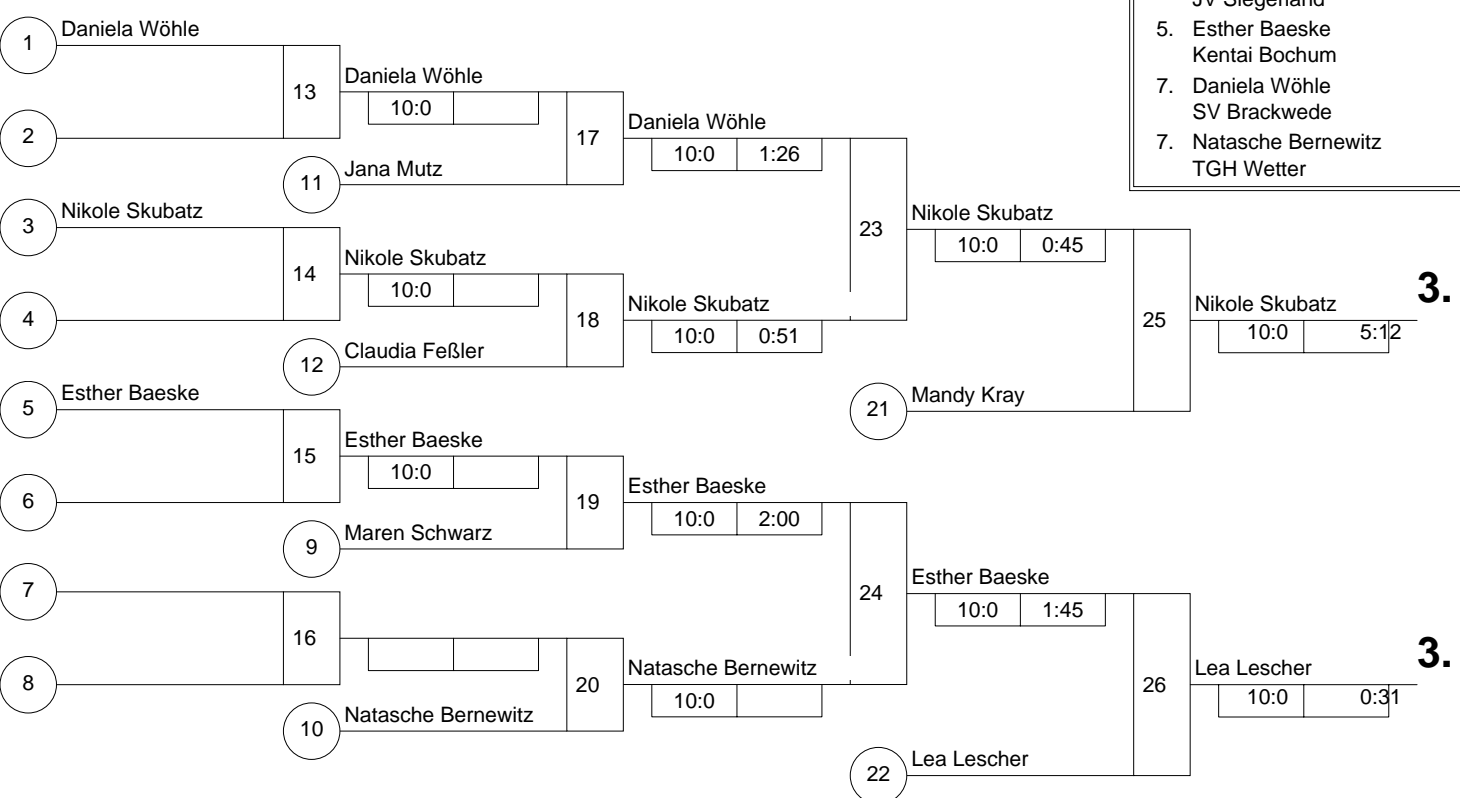 JV Siegerland
5. Esther Baeske
Kentai Bochum
7. Daniela Wöhle
SV Brackwede
7. Natasche Bernewitz
TGH Wetter
1 Daniela Wöhle
13 Daniela Wöhle
10:0
2
17 Daniela Wöhle
10:0 1:26
11 Jana Mutz
3 Nikole Skubatz
23 Nikole Skubatz
10:0 0:45
14 Nikole Skubatz
10:0
4
18 Nikole Skubatz
10:0 0:51
12 Claudia Feßler
25 Nikole Skubatz 3.
10:0 5:12
5 Esther Baeske
21 Mandy Kray
15 Esther Baeske
10:0
6
19 Esther Baeske
10:0 2:00
9 Maren Schwarz
7
24 Esther Baeske
10:0 1:45
16
8
20 Natasche Bernewitz
10:0
10 Natasche Bernewitz
26 Lea Lescher 3.
10:0 0:31
22 Lea Lescher